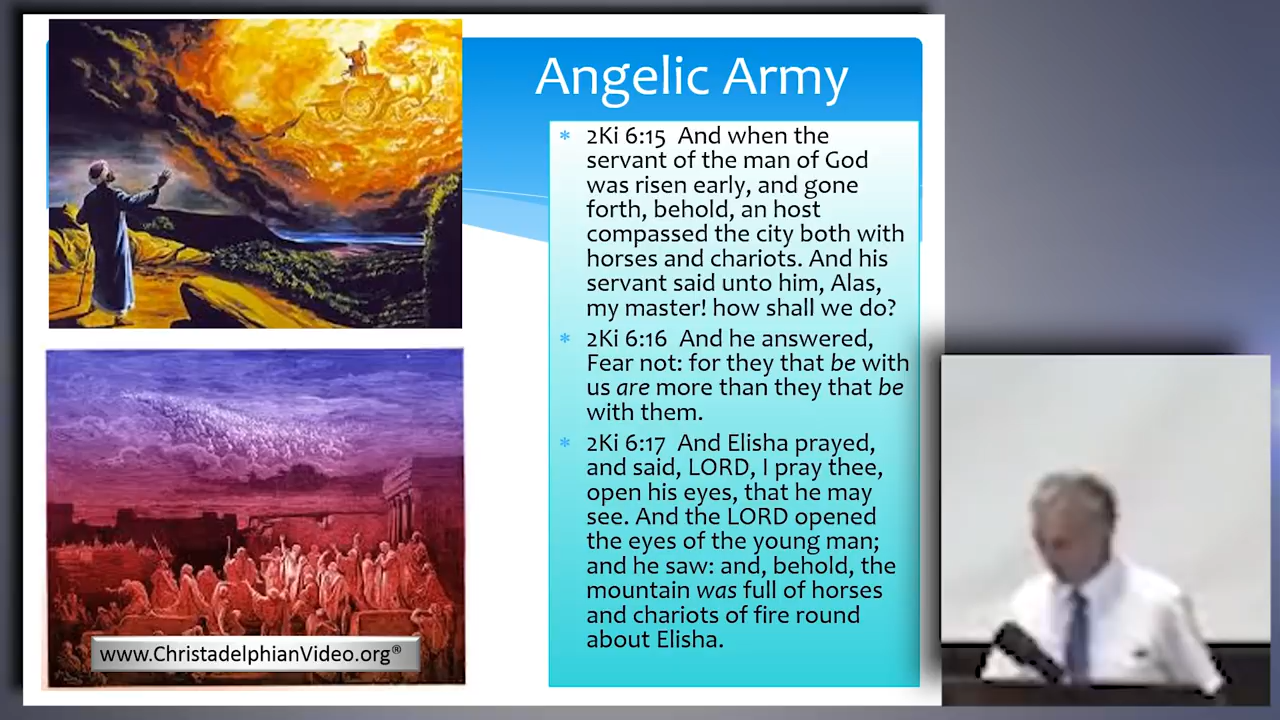 Angelic Army
* 2Ki 6:15 And when the
servant of the man of God
was risen early, and gone
forth, behold, an host
compassed the city both with
horses and chariots. And his
servant said unto him, Alas,
my master! how shall we do?
* 2Ki 6:16 And he answered,
Fear not: for they that be with
us are more than they that be
with them.
* 2Ki 6:17 And Elisha prayed,
and said, LORD, I pray thee,
open his eyes, that he may
see. And the LORD opened
the eyes of the young man;
and he saw: and, behold, the
mountain was full of horses
and chariots of fire round
about Elisha.
www.ChristadelphianVideo.org®